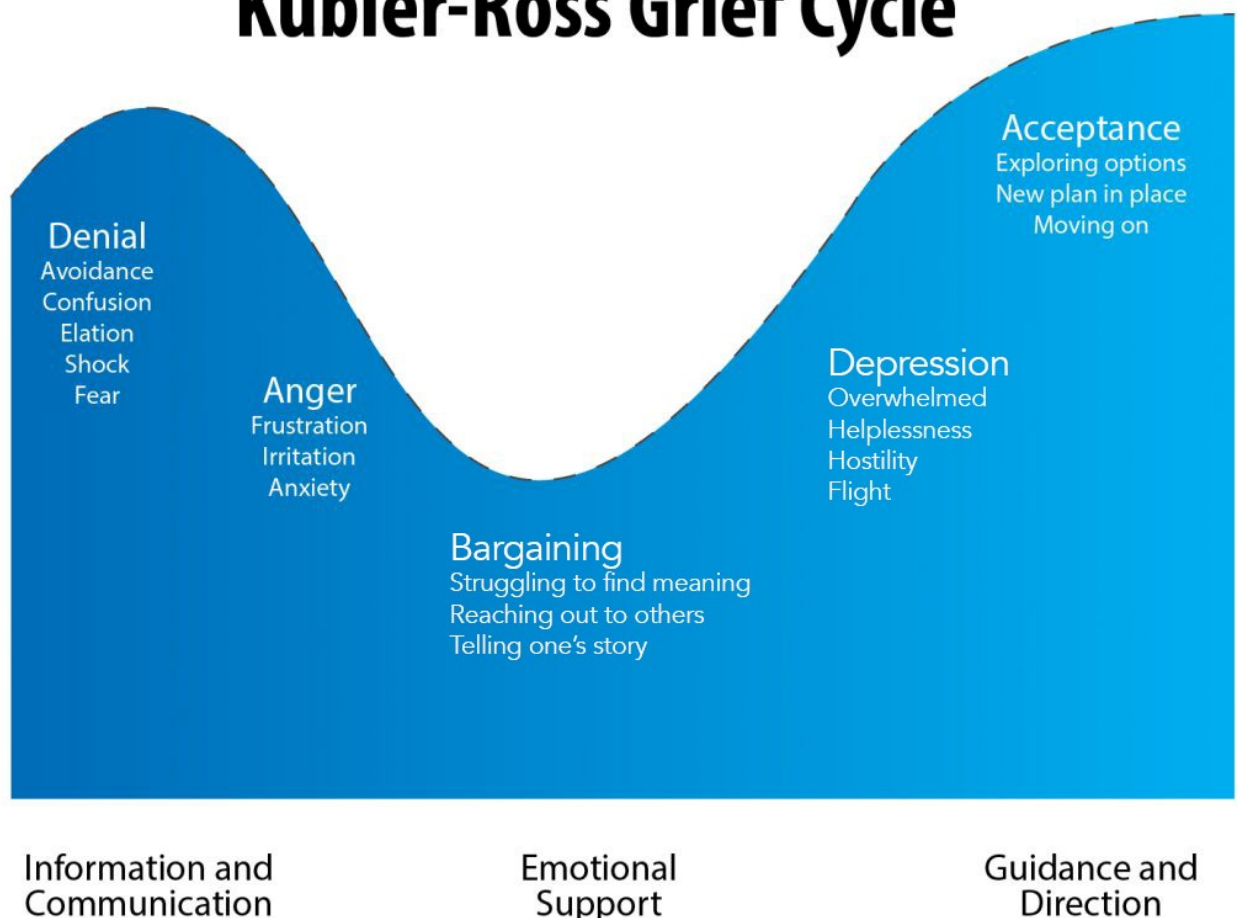 Kubler-Ross Grief Cycle
Denial
Avoidance
Confusion
Elation
Shock
Fear
Anger
Frustration
Irritation
Anxiety
Bargaining
Struggling to find meaning
Reaching out to others
Telling one's story
Depression
Overwhelmed
Helplessness
Hostility
Flight
Acceptance
Exploring options
New plan in place
Moving on
Information and
Communication
Emotional
Support
Guidance and
Direction